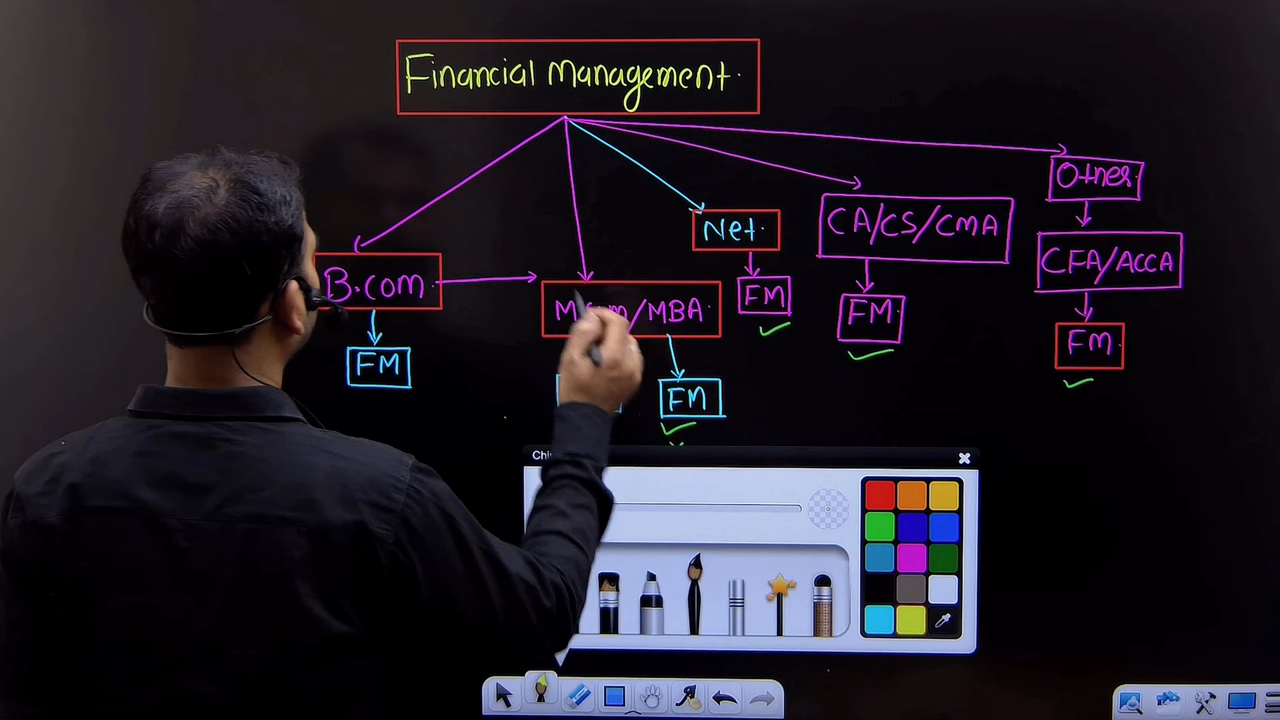 Financial Management.
Other.
Net.
CA/CS/CMA
CFA/ACCA
B.com
/MBA.
FM
FM
FM.
FM
FM